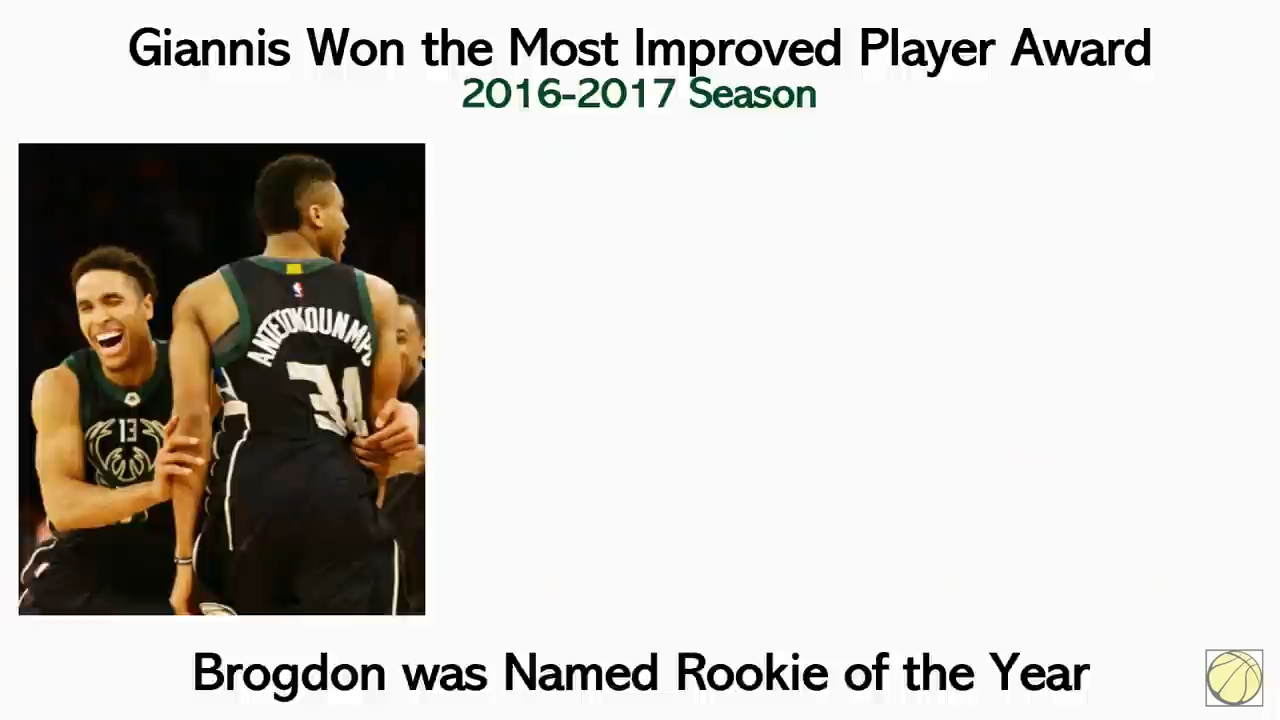 Giannis Won the Most Improved Player Award
2016-2017 Season
ANTETOKOUNMPO
34
13
Brogdon was Named Rookie of the Year